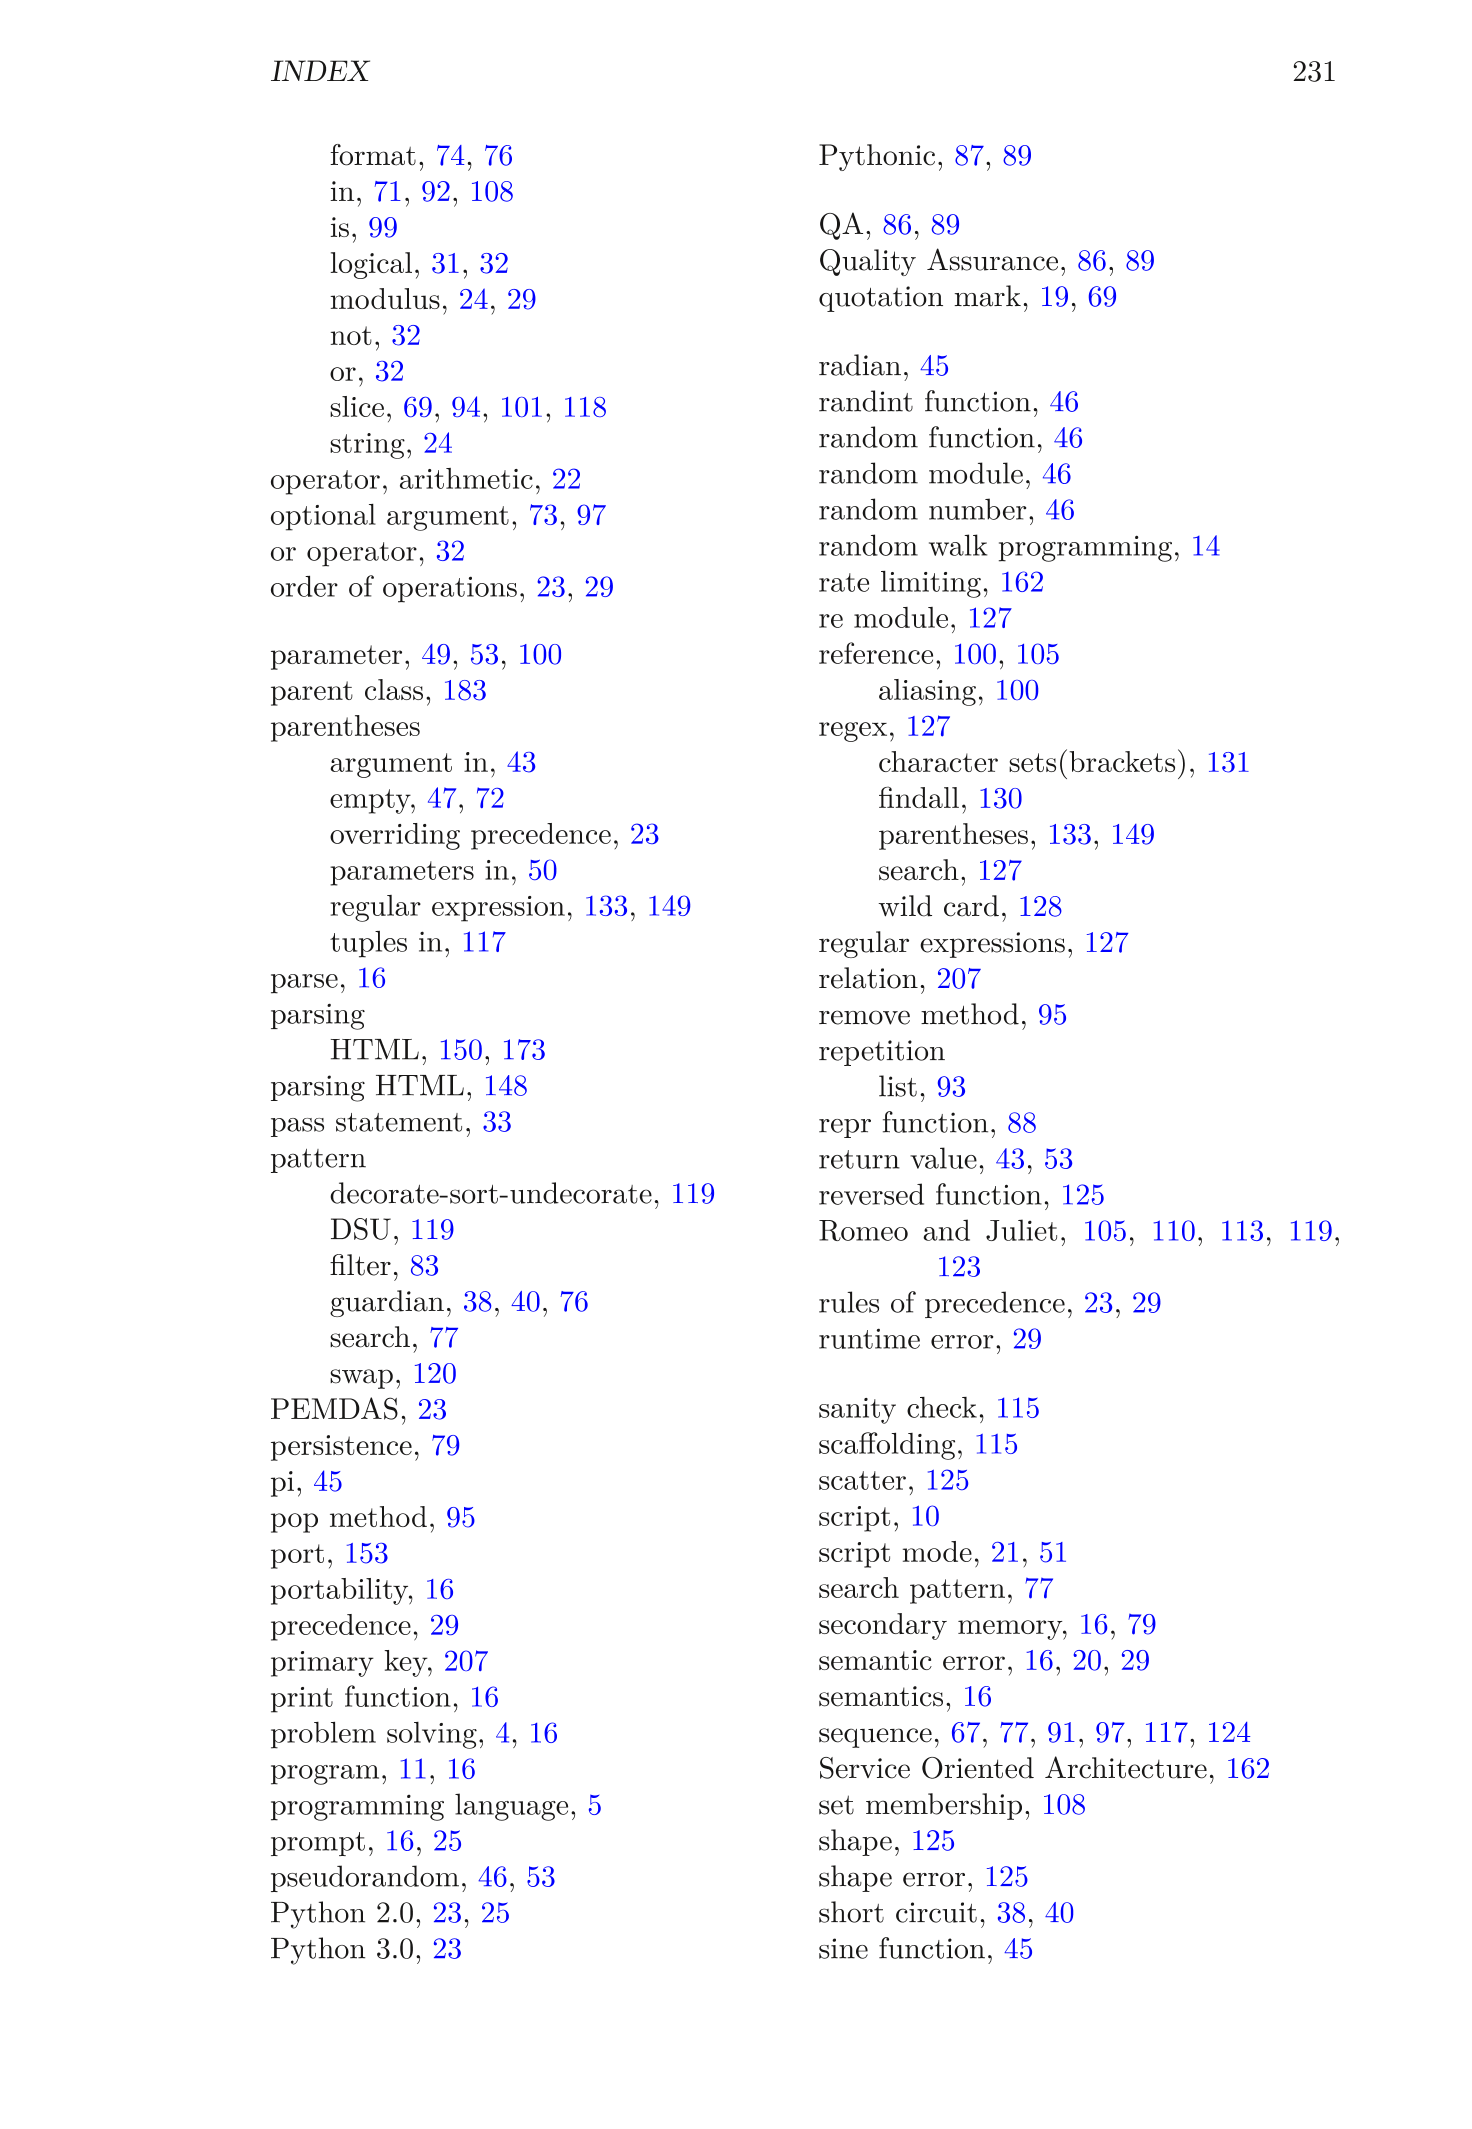 INDEX 231
format, 74, 76
in, 71, 92, 108
is, 99
logical, 31, 32
modulus, 24, 29
not, 32
or, 32
slice, 69, 94, 101, 118
string, 24
operator, arithmetic, 22
optional argument, 73, 97
or operator, 32
order of operations, 23, 29
parameter, 49, 53, 100
parent class, 183
parentheses
argument in, 43
empty, 47, 72
overriding precedence, 23
parameters in, 50
regular expression, 133, 149
tuples in, 117
parse, 16
parsing
HTML, 150, 173
parsing HTML, 148
pass statement, 33
pattern
decorate-sort-undecorate, 119
DSU, 119
filter, 83
guardian, 38, 40, 76
search, 77
swap, 120
PEMDAS, 23
persistence, 79
pi, 45
pop method, 95
port, 153
portability, 16
precedence, 29
primary key, 207
print function, 16
problem solving, 4, 16
program, 11, 16
programming language, 5
prompt, 16, 25
pseudorandom, 46, 53
Python 2.0, 23, 25
Python 3.0, 23
Pythonic, 87, 89
QA, 86, 89
Quality Assurance, 86, 89
quotation mark, 19, 69
radian, 45
randint function, 46
random function, 46
random module, 46
random number, 46
random walk programming, 14
rate limiting, 162
re module, 127
reference, 100, 105
aliasing, 100
regex, 127
character sets(brackets), 131
findall, 130
parentheses, 133, 149
search, 127
wild card, 128
regular expressions, 127
relation, 207
remove method, 95
repetition
list, 93
repr function, 88
return value, 43, 53
reversed function, 125
Romeo and Juliet, 105, 110, 113, 119,
123
rules of precedence, 23, 29
runtime error, 29
sanity check, 115
scaffolding, 115
scatter, 125
script, 10
script mode, 21, 51
search pattern, 77
secondary memory, 16, 79
semantic error, 16, 20, 29
semantics, 16
sequence, 67, 77, 91, 97, 117, 124
Service Oriented Architecture, 162
set membership, 108
shape, 125
shape error, 125
short circuit, 38, 40
sine function, 45